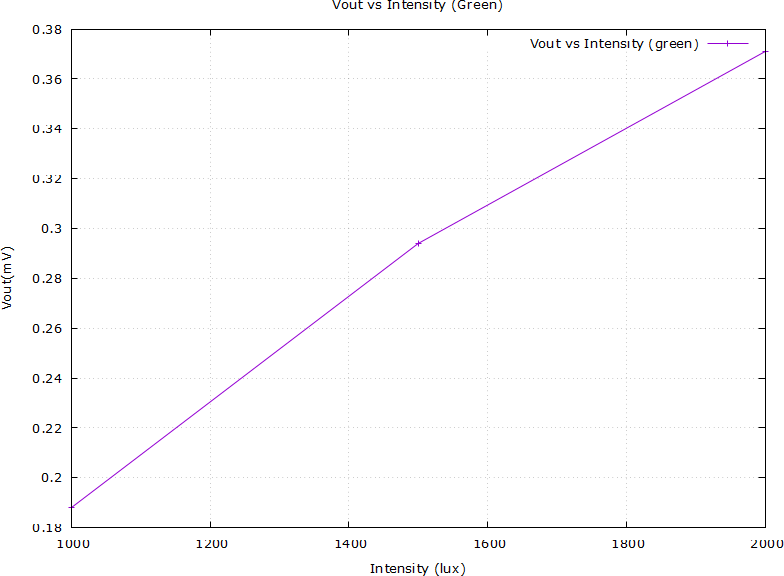 Vout vs Intensity (Green)
Vout vs Intensity (green)
0.38
0.36
0.34
0.32
0.3
0.28
0.26
0.24
0.22
0.2
0.18
Vout(mV)
1000 1200 1400 1600 1800 2000
Intensity (lux)